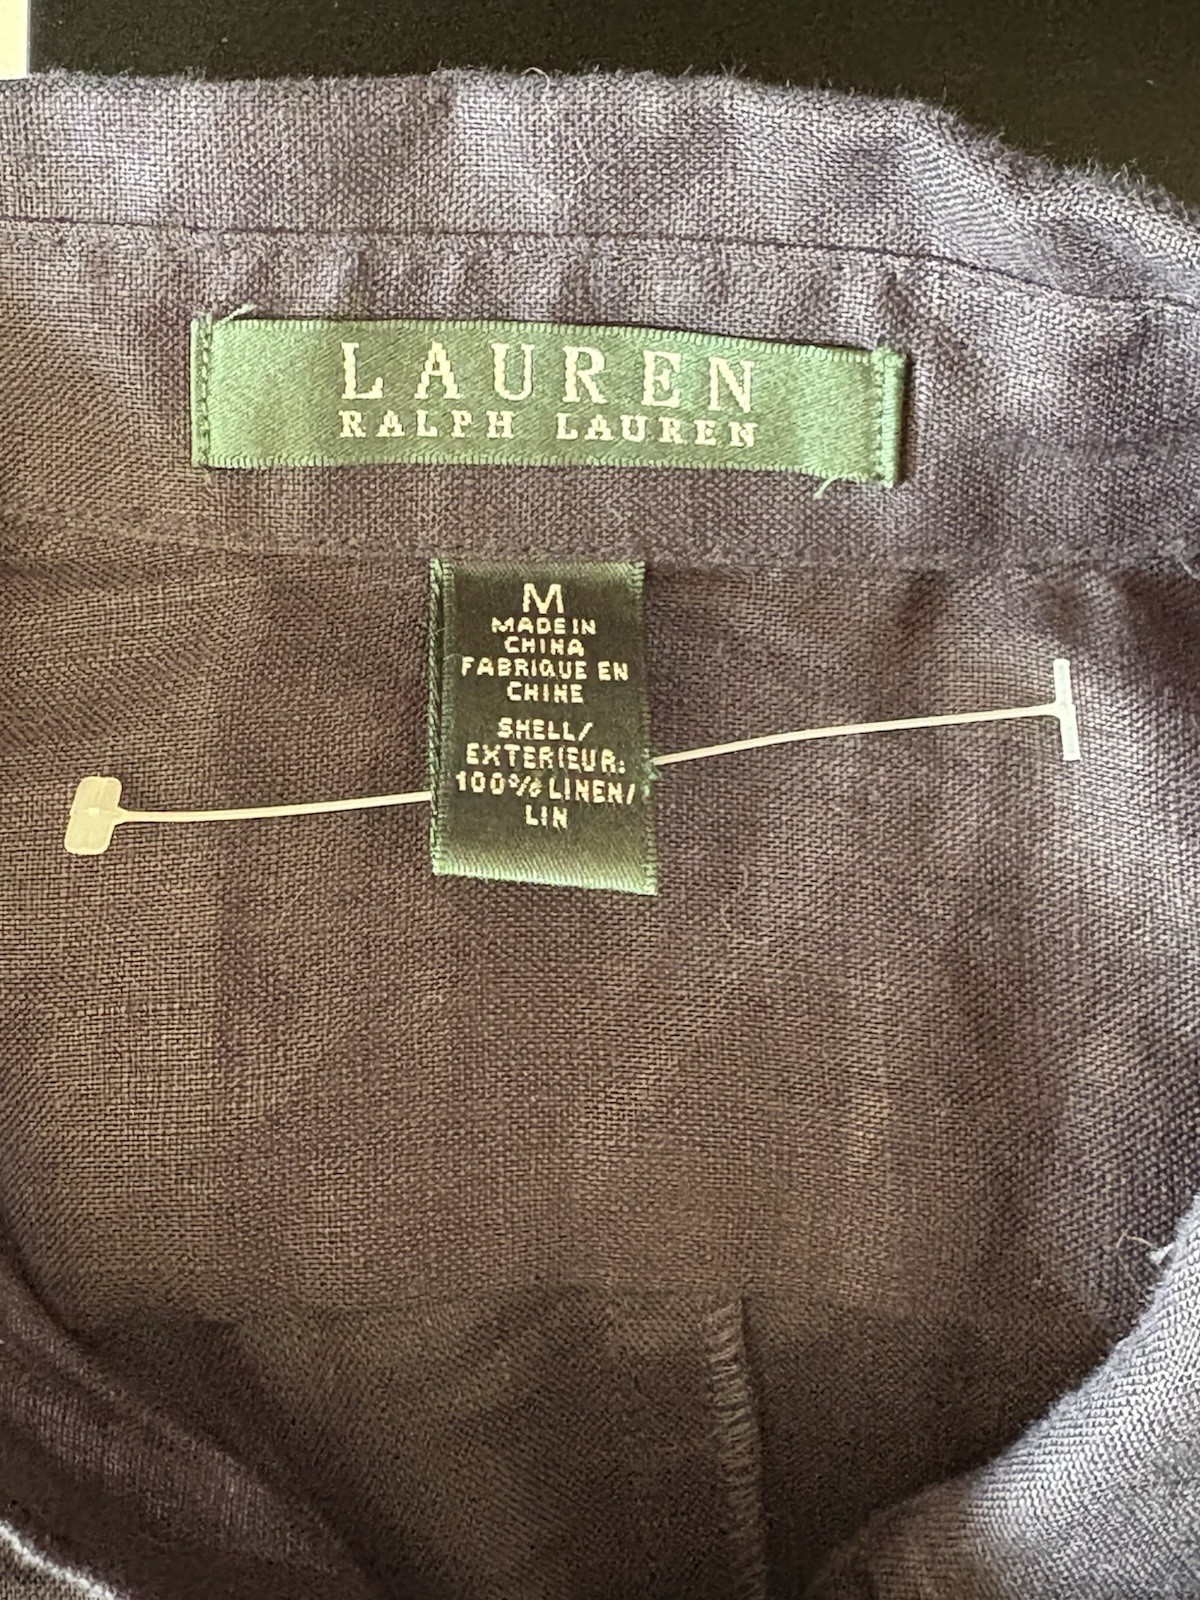 LAUREN
RALPH LAUREN
M
MADE IN
CHINA
FABRIQUE EN
CHINE
SHELL/
EXTERIEUR:
100% LINEN/
LIN